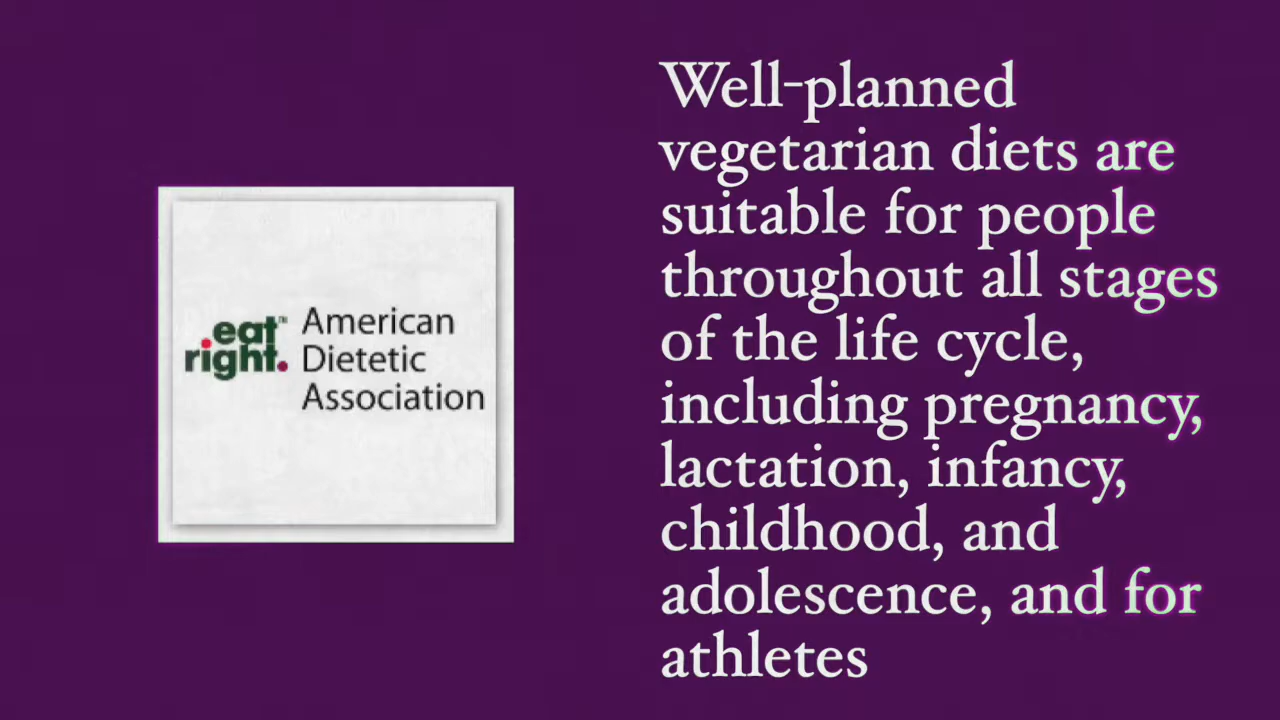 eat™
right.
American
Dietetic
Association
Well-planned
vegetarian diets are
suitable for people
throughout all stages
of the life cycle,
including pregnancy,
lactation, infancy,
childhood, and
adolescence, and for
athletes